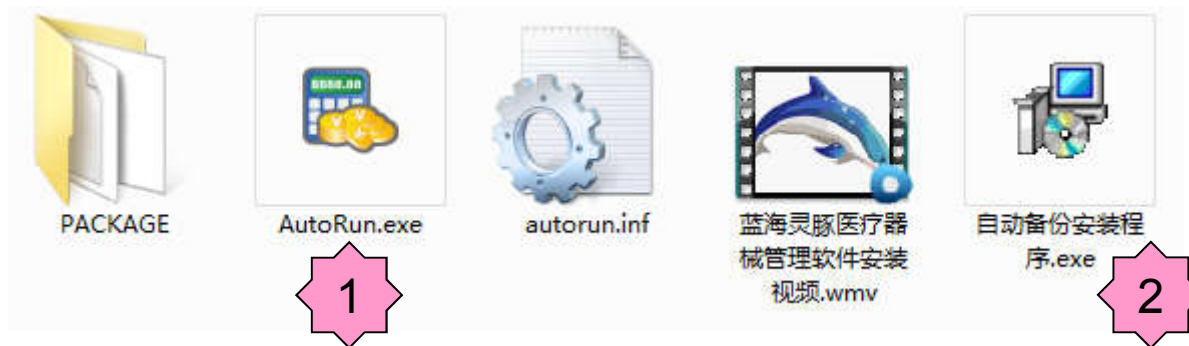 PACKAGE
AutoRun.exe
autorun.inf
蓝海灵豚医疗器
械管理软件安装
视频.wmv
自动备份安装程
序.exe
1
2